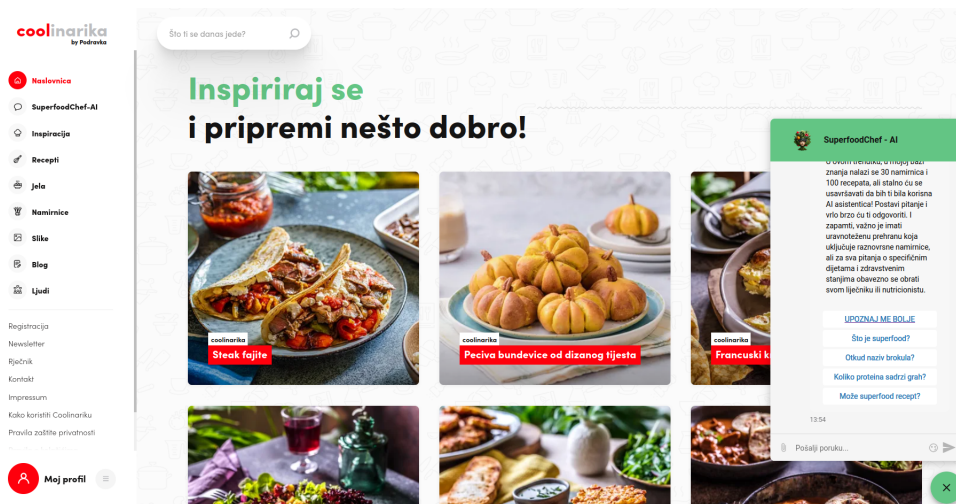 coolinarika
by Podravka
Naslovnica
SuperfoodChef-AI
Inspiracija
Recepti
Jela
Namirnice
Slike
Blog
Ljudi
Registracija
Newsletter
Rječnik
Kontakt
Impressum
Kako koristiti Coolinariku
Pravila zaštite privatnosti
Moj profil
Što ti se danas jede?
Inspiriraj se
i pripremi nešto dobro!
coolinarika
Steak fajite
coolinarika
Peciva bundevice od dizanog tijesta
coolinarika
Francuski
SuperfoodChef - AI
U ovom trenutku, u mojoj bazi
znanja nalazi se 30 namirnica i
100 recepata, ali stalno ću se
usavršavati da bih ti bila korisna
AI asistentica! Postavi pitanje i
vrlo brzo ću ti odgovoriti. I
zapamti, važno je imati
uravnoteženu prehranu koja
uključuje raznovrsne namirnice,
ali za sva pitanja o specifičnim
dijetama i zdravstvenim
stanjima obavezno se obrati
svom liječniku ili nutricionistu.
UPOZNAJ ME BOLJE
Što je superfood?
Otkud naziv brokula?
Koliko proteina sadrzi grah?
Može superfood recept?
13:54
Pošalji poruku...